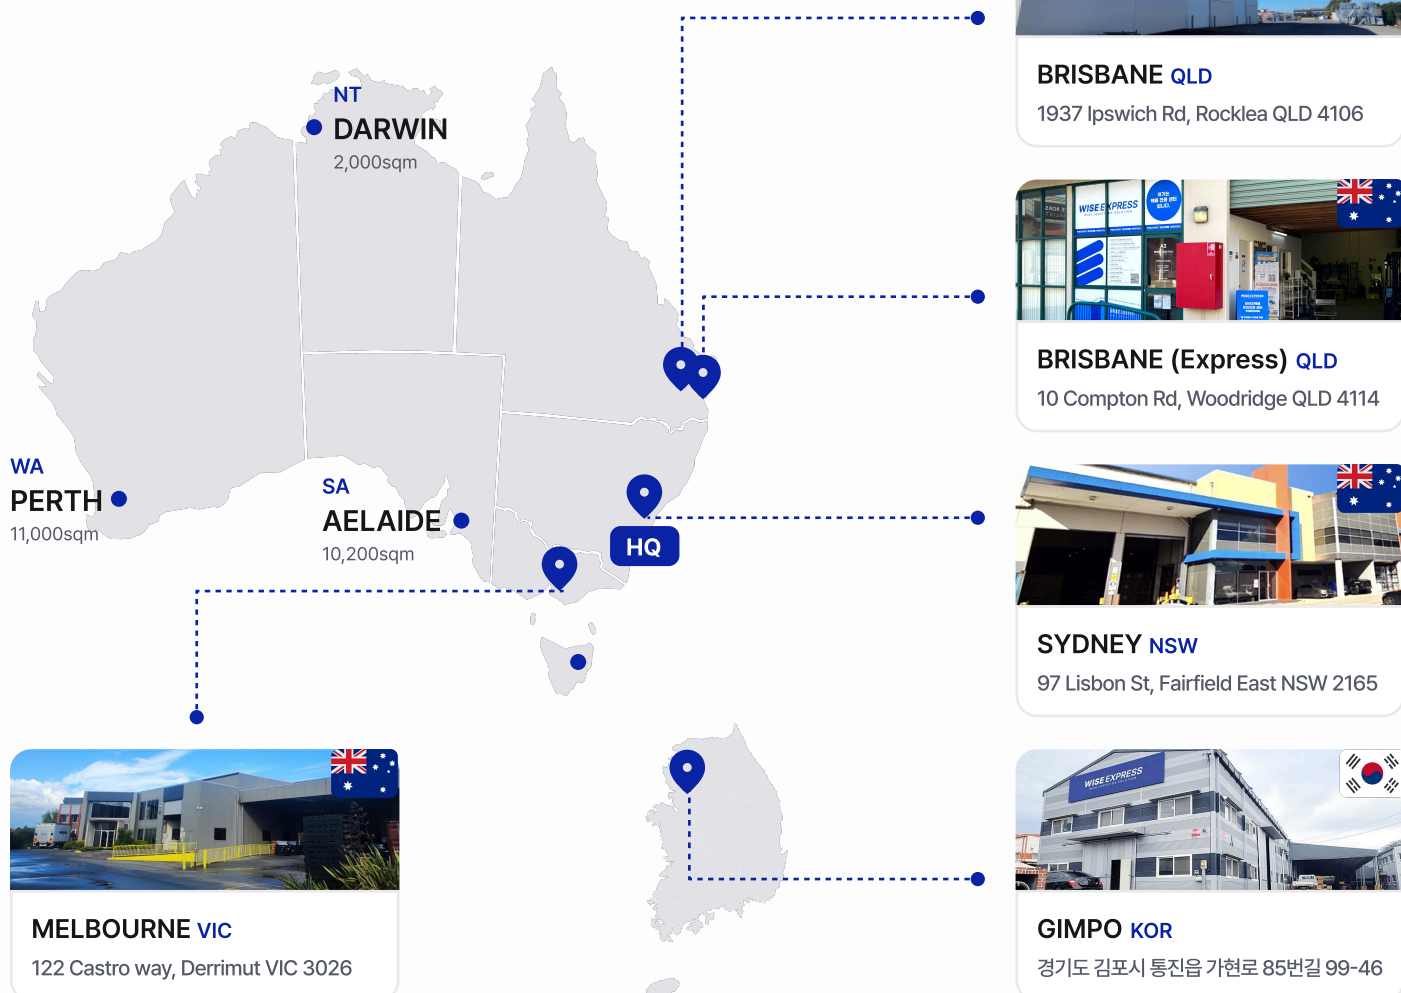 NT
DARWIN
2,000sqm
WA
PERTH
11,000sqm
SA
AELAIDE
10,200sqm
HQ
BRISBANE QLD
1937 Ipswich Rd, Rocklea QLD 4106
WISE EXPRESS
BRISBANE (Express) QLD
10 Compton Rd, Woodridge QLD 4114
SYDNEY NSW
97 Lisbon St, Fairfield East NSW 2165
MELBOURNE VIC
122 Castro way, Derrimut VIC 3026
WISE EXPRESS
GIMPO KOR
경기도 김포시 통진읍 가현로 85번길 99-46